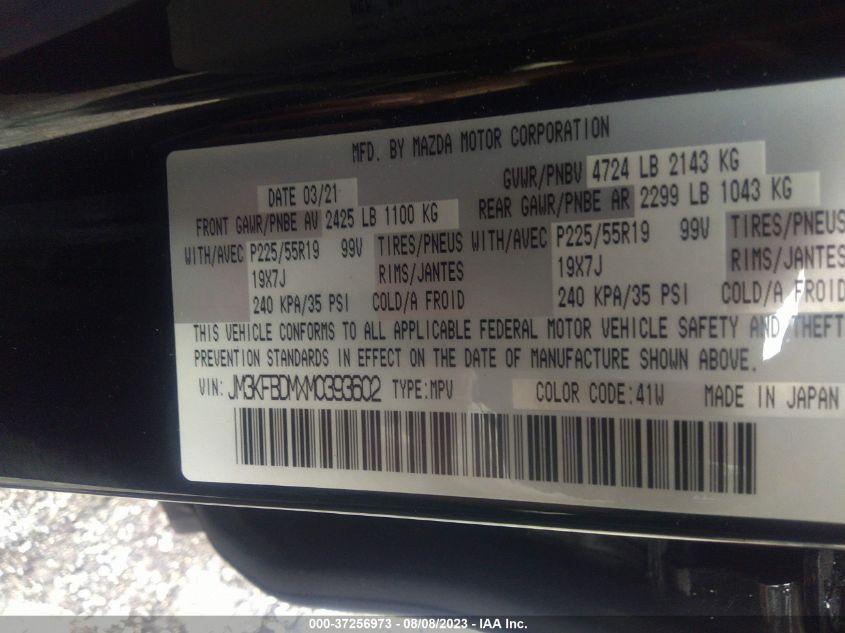 MFD. BY MAZDA MOTOR CORPORATION
DATE 03/21 GVWR/PNBV 4724 LB 2143 KG
FRONT GAWR/PNBE AV 2425 LB 1100 KG REAR GAWR/PNBE AR 2299 LB 1043 KG
WITH/AVEC P225/55R19 99V TIRES/PNEUS WITH/AVEC P225/55R19 99V TIRES/PNEUS
19X7J RIMS/JANTES 19X7J RIMS/JANTES
240 KPA/35 PSI COLD/A FROID 240 KPA/35 PSI COLD/A FROID
THIS VEHICLE CONFORMS TO ALL APPLICABLE FEDERAL MOTOR VEHICLE SAFETY AND THEFT
PREVENTION STANDARDS IN EFFECT ON THE DATE OF MANUFACTURE SHOWN ABOVE.
VIN: JM3KFBDMXM0393602 TYPE:MPV COLOR CODE:41W MADE IN JAPAN
000-37256973 - 08/08/2023 - IAA Inc.